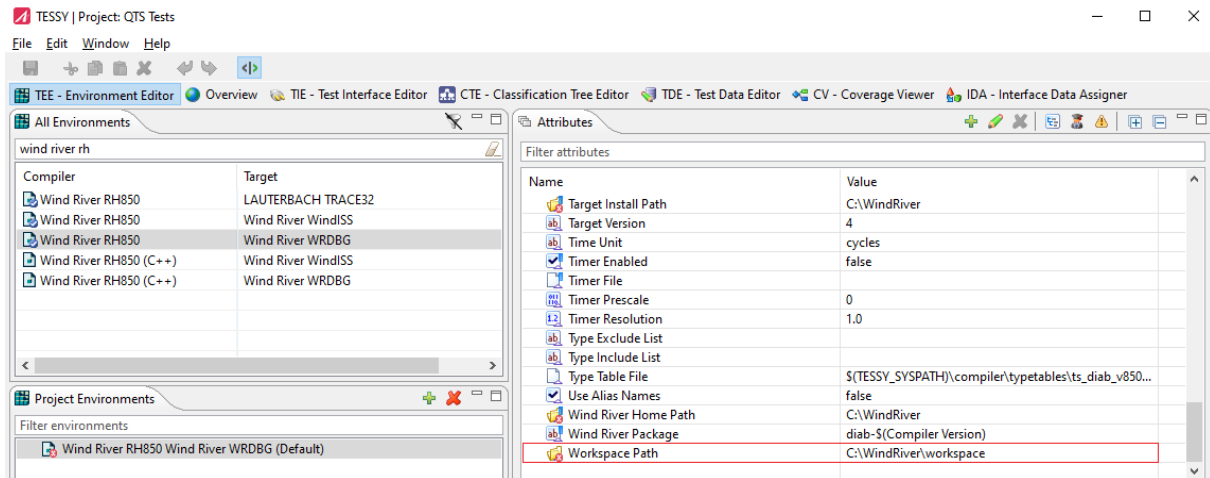 TESSY | Project: QTS Tests
File Edit Window Help
TEE - Environment Editor Overview TIE - Test Interface Editor CTE - Classification Tree Editor TDE - Test Data Editor CV - Coverage Viewer IDA - Interface Data Assigner
All Environments
wind river rh
Compiler Target
Wind River RH850 LAUTERBACH TRACE32
Wind River RH850 Wind River WindISS
Wind River RH850 Wind River WRDBG
Wind River RH850 (C++) Wind River WindISS
Wind River RH850 (C++) Wind River WRDBG
Project Environments
Filter environments
Wind River RH850 Wind River WRDBG (Default)
Attributes
Filter attributes
Name Value
Target Install Path C:\WindRiver
Target Version 4
Time Unit cycles
Timer Enabled false
Timer File
Timer Prescale 0
Timer Resolution 1.0
Type Exclude List
Type Include List
Type Table File $(TESSY_SYSPATH)\compiler\typetables\ts_diab_v850...
Use Alias Names false
Wind River Home Path C:\WindRiver
Wind River Package diab-$(Compiler Version)
Workspace Path C:\WindRiver\workspace